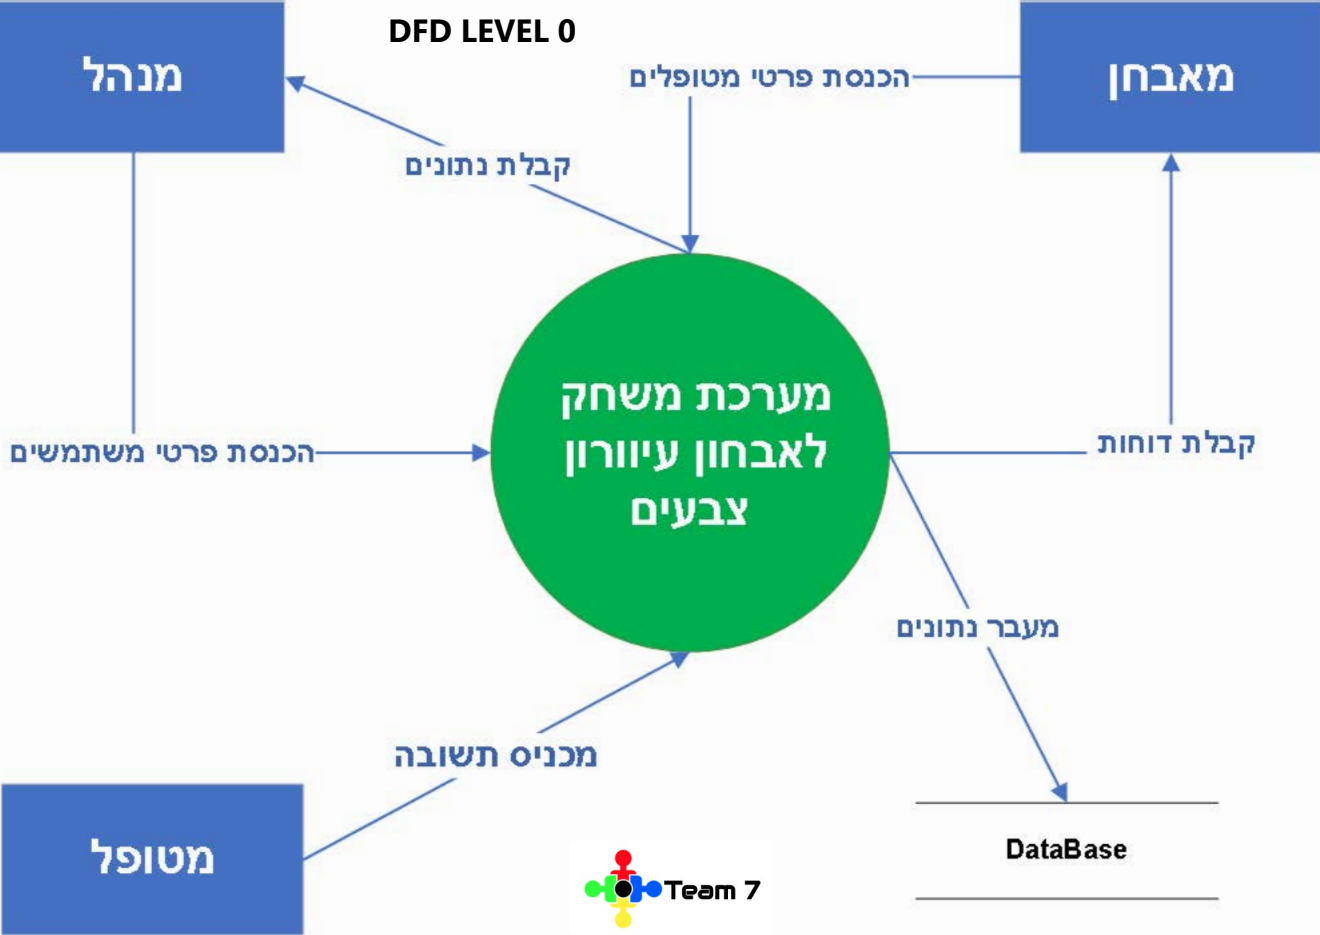 DFD LEVEL 0
מנהל
מאבחן
הכנסת פרטי מטופלים
קבלת נתונים
מערכת משחק
לאבחון עיוורון
צבעים
קבלת דוחות
הכנסת פרטי משתמשים
מעבר נתונים
מכניס תשובה
מטופל
DataBase
Team 7